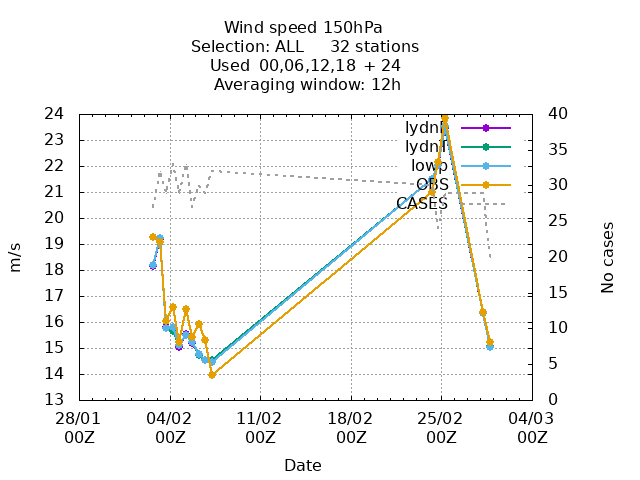 Wind speed 150hPa
Selection: ALL     32 stations
Used  00,06,12,18 + 24
Averaging window: 12h
24
23
22
21
20
19
18
17
16
15
14
13
m/s
40
35
30
25
20
15
10
5
0
No cases
lowp
OBS
CASES
28/01 04/02 11/02 18/02 25/02 04/03
00Z 00Z 00Z 00Z 00Z 00Z
Date